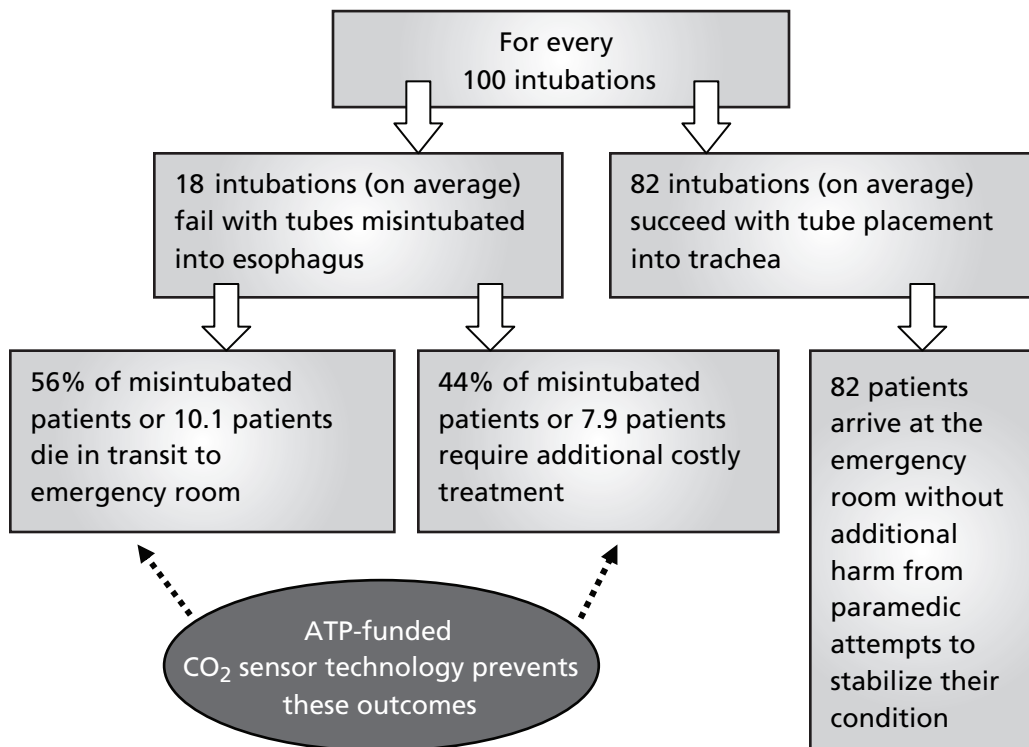 For every
100 intubations
18 intubations (on average)
fail with tubes misintubated
into esophagus
82 intubations (on average)
succeed with tube placement
into trachea
56% of misintubated
patients or 10.1 patients
die in transit to
emergency room
44% of misintubated
patients or 7.9 patients
require additional costly
treatment
82 patients
arrive at the
emergency
room without
additional
harm from
paramedic
attempts to
stabilize their
condition
ATP-funded
CO₂ sensor technology prevents
these outcomes